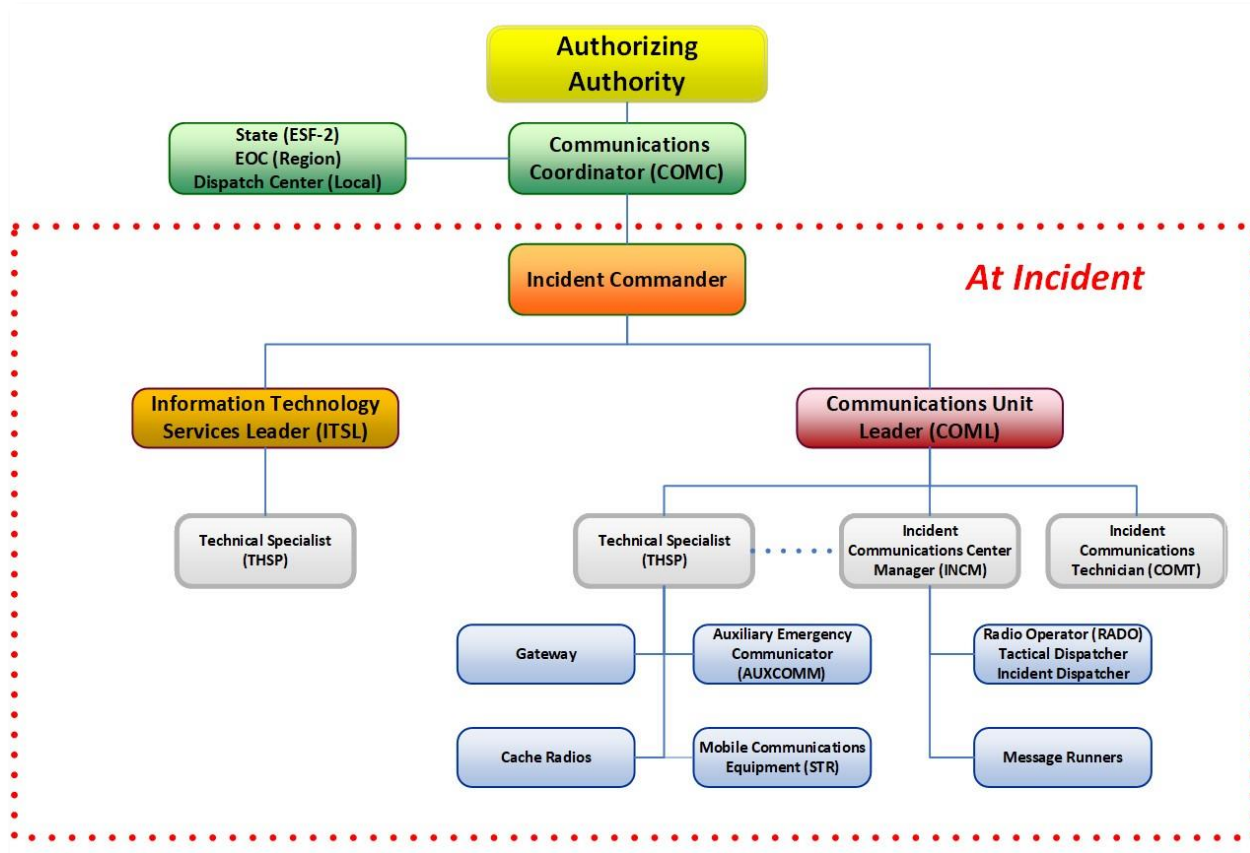 Authorizing
Authority
State (ESF-2)
EOC (Region)
Dispatch Center (Local)
Communications
Coordinator (COMC)
Incident Commander
At Incident
Information Technology
Services Leader (ITSL)
Communications Unit
Leader (COML)
Technical Specialist
(THSP)
Technical Specialist
(THSP)
Incident
Communications Center
Manager (INCM)
Incident
Communications
Technician (COMT)
Gateway
Auxiliary Emergency
Communicator
(AUXCOMM)
Radio Operator (RADO)
Tactical Dispatcher
Incident Dispatcher
Cache Radios
Mobile Communications
Equipment (STR)
Message Runners